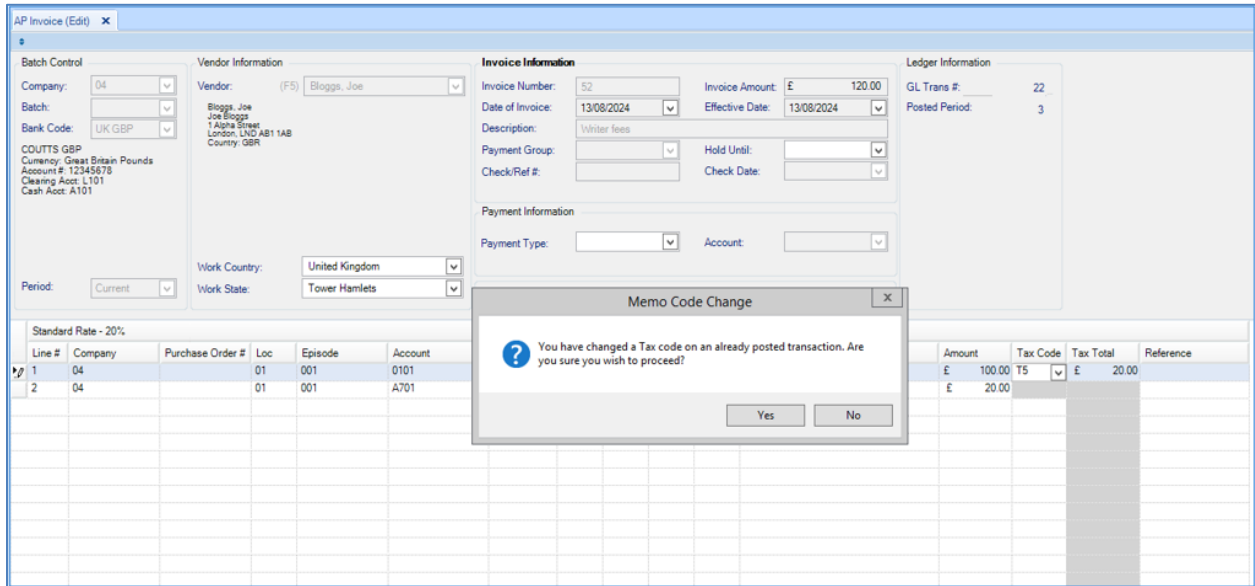 AP Invoice (Edit) X
Batch Control
Company: 04
Batch:
Bank Code: UK GBP
COUTTS GBP
Currency: Great Britain Pounds
Account #: 12345678
Clearing Acct: L101
Cash Acct: A101
Period: Current
Vendor Information
Vendor: (F5) Bloggs, Joe
Bloggs, Joe
Joe Bloggs
1 Alpha Street
London, LND AB1 1AB
Country: GBR
Work Country: United Kingdom
Work State: Tower Hamlets
Invoice Information
Invoice Number: 52 Invoice Amount: £ 120.00
Date of Invoice: 13/08/2024 Effective Date: 13/08/2024
Description: Writer fees
Payment Group: Hold Until:
Check/Ref #: Check Date:
Payment Information
Payment Type: Account:
Ledger Information
GL Trans #: 22
Posted Period: 3
Memo Code Change x
You have changed a Tax code on an already posted transaction. Are
you sure you wish to proceed?
Yes No
Standard Rate - 20%
Line # Company Purchase Order # Loc Episode Account Amount Tax Code Tax Total Reference
1 04 01 001 0101 £ 100.00 T5 £ 20.00
2 04 01 001 A701 £ 20.00